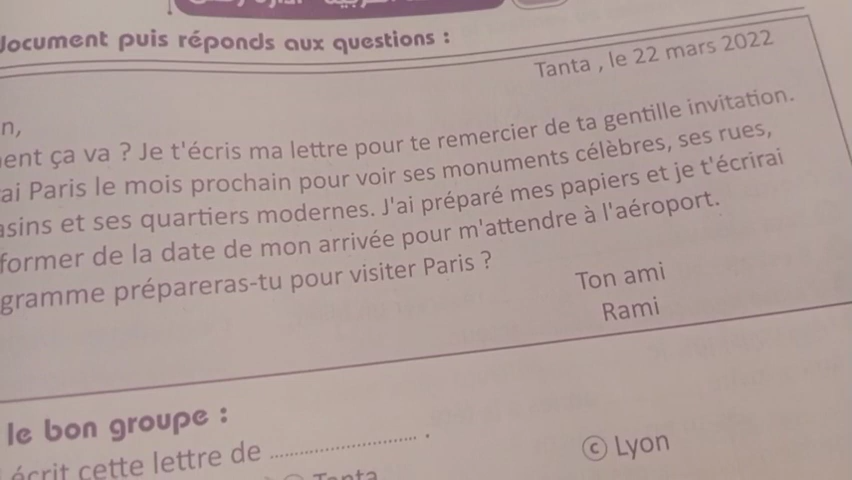 document puis réponds aux questions :
Tanta , le 22 mars 2022
n,
ent ça va ? Je t'écris ma lettre pour te remercier de ta gentille invitation.
ai Paris le mois prochain pour voir ses monuments célèbres, ses rues,
asins et ses quartiers modernes. J'ai préparé mes papiers et je t'écrirai
former de la date de mon arrivée pour m'attendre à l'aéroport.
gramme prépareras-tu pour visiter Paris ?
Ton ami
Rami
le bon groupe :
écrit cette lettre de .............................. .
Tanta
c Lyon